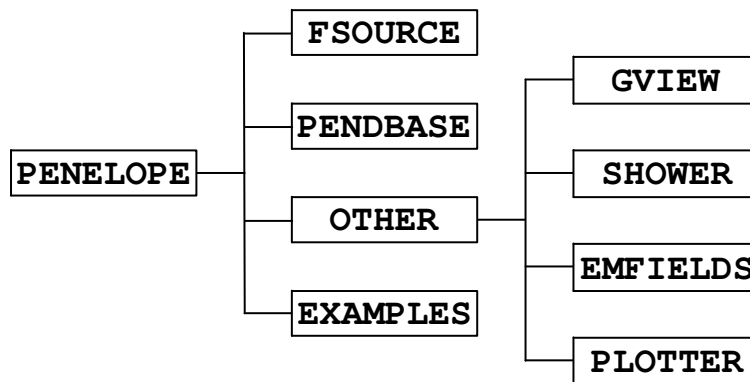 PENELOPE
FSOURCE
PENDBASE
OTHER
EXAMPLES
GVIEW
SHOWER
EMFIELDS
PLOTTER